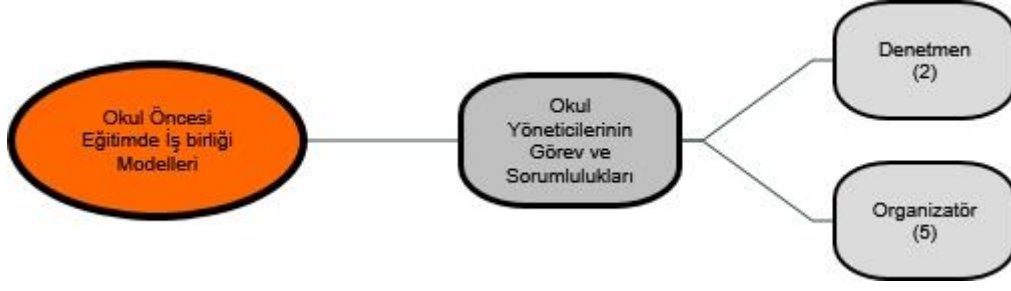 Okul Öncesi
Eğitimde İş birliği
Modelleri
Okul
Yöneticilerinin
Görev ve
Sorumlulukları
Denetmen
(2)
Organizatör
(5)